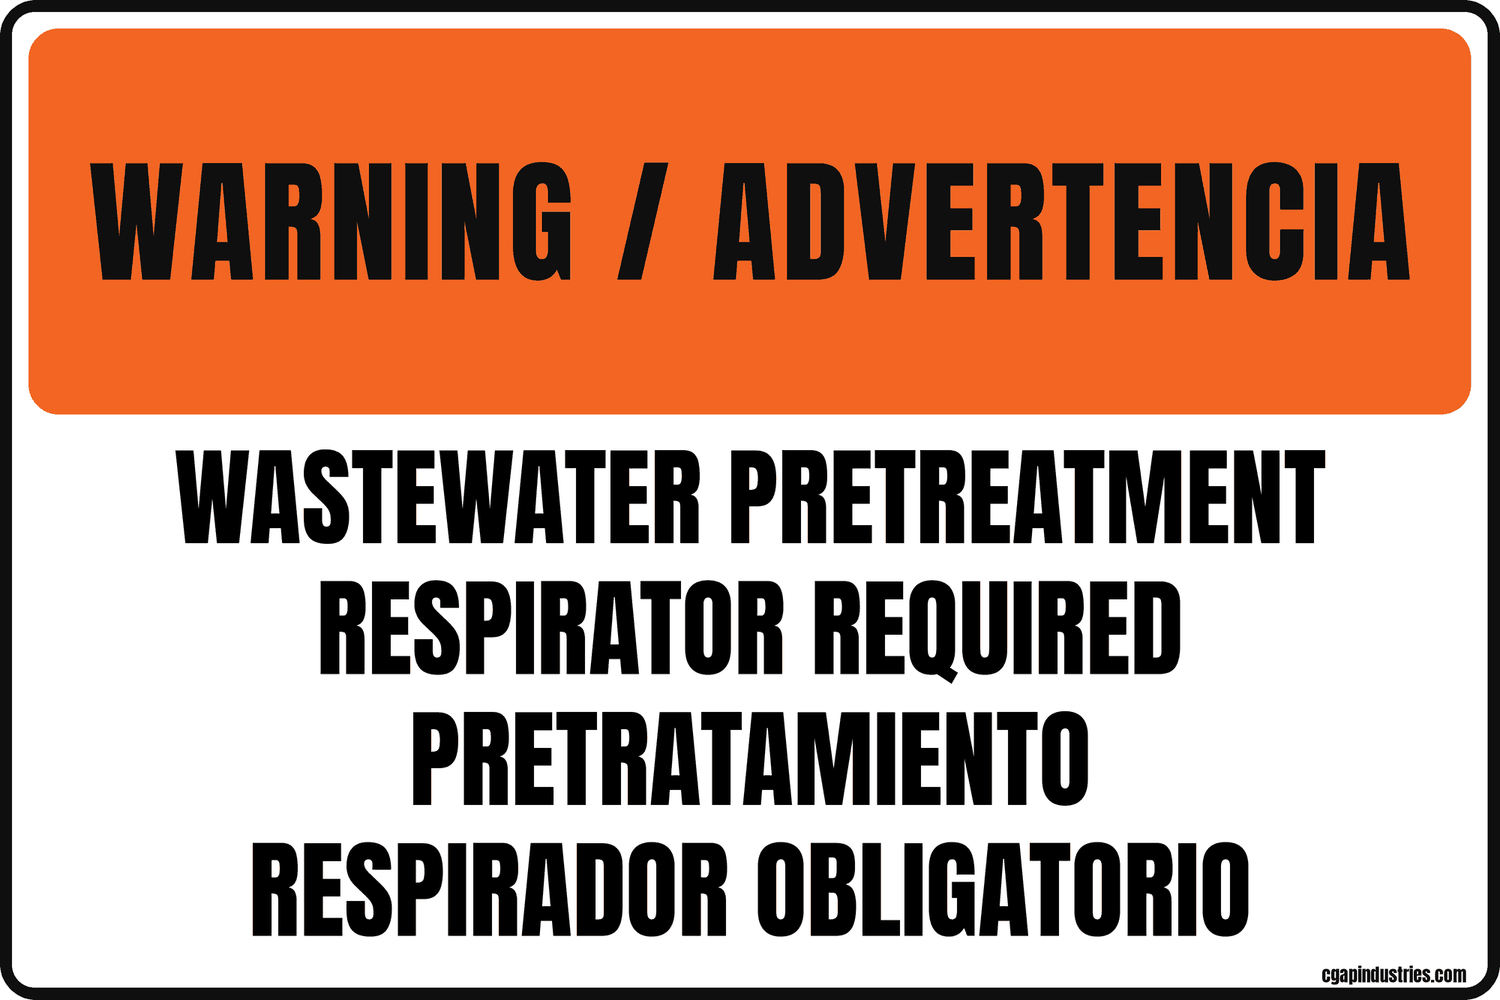 WARNING / ADVERTENCIA
WASTEWATER PRETREATMENT
RESPIRATOR REQUIRED
PRETRATAMIENTO
RESPIRADOR OBLIGATORIO
cgapindustries.com